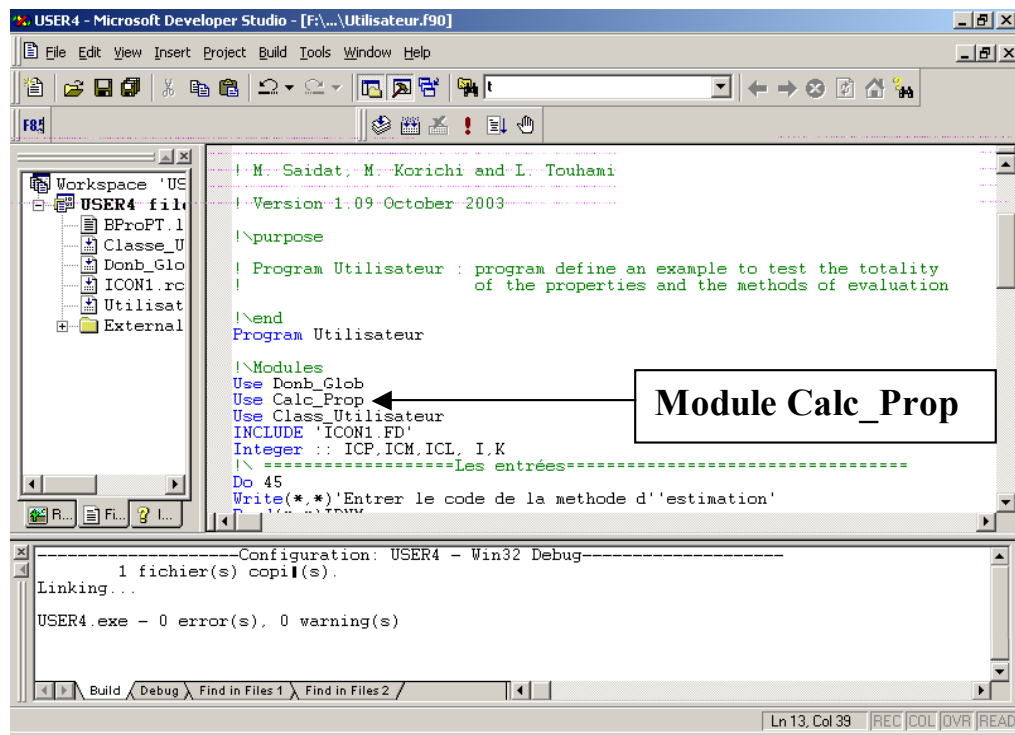 USER4 - Microsoft Developer Studio - [F:\...\Utilisateur.f90]
File Edit View Insert Project Build Tools Window Help
t
F8.5
Workspace 'US
USER4 file
BProPT.l
Classe_U
Donb_Glo
ICON1.rc
Utilisat
External
R... Fi... I...
! M. Saidat, M. Korichi and L. Touhami
! Version 1.09 October 2003
!\purpose
! Program Utilisateur : program define an example to test the totality
! of the properties and the methods of evaluation
!\end
Program Utilisateur
!\Modules
Use Donb_Glob
Use Calc_Prop
Use Class_Utilisateur
INCLUDE 'ICON1.FD'
Integer :: ICP,ICM,ICL, I,K
!\ ===================Les entrées==================================
Do 45
Write(*,*)'Entrer le code de la methode d''estimation'
Module Calc_Prop
--------------------Configuration: USER4 - Win32 Debug--------------------
1 fichier(s) copi(s).
Linking...
USER4.exe - 0 error(s), 0 warning(s)
Build Debug Find in Files 1 Find in Files 2
Ln 13, Col 39 REC COL OVR READ